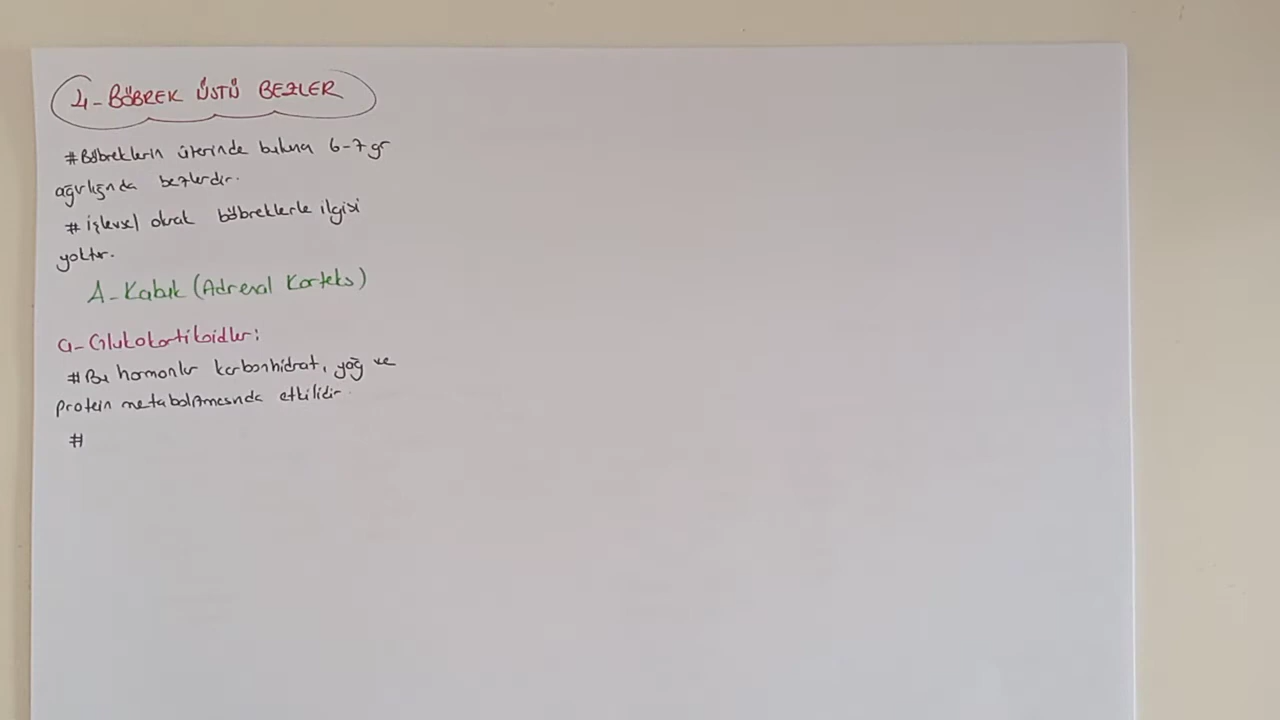 4-BÖBREK ÜSTÜ BEZLER
#Böbreklerin üzerinde buluna 6-7 gr
ağırlığında bezlerdir.
#İşlevsel olarak böbreklerle ilgisi
yoktur.
A-Kabuk (Adrenal Korteks)
a-Glukokortikoidler:
#Bu hormonlar karbonhidrat, yağ ve
protein metabolizmasında etkilidir.
#